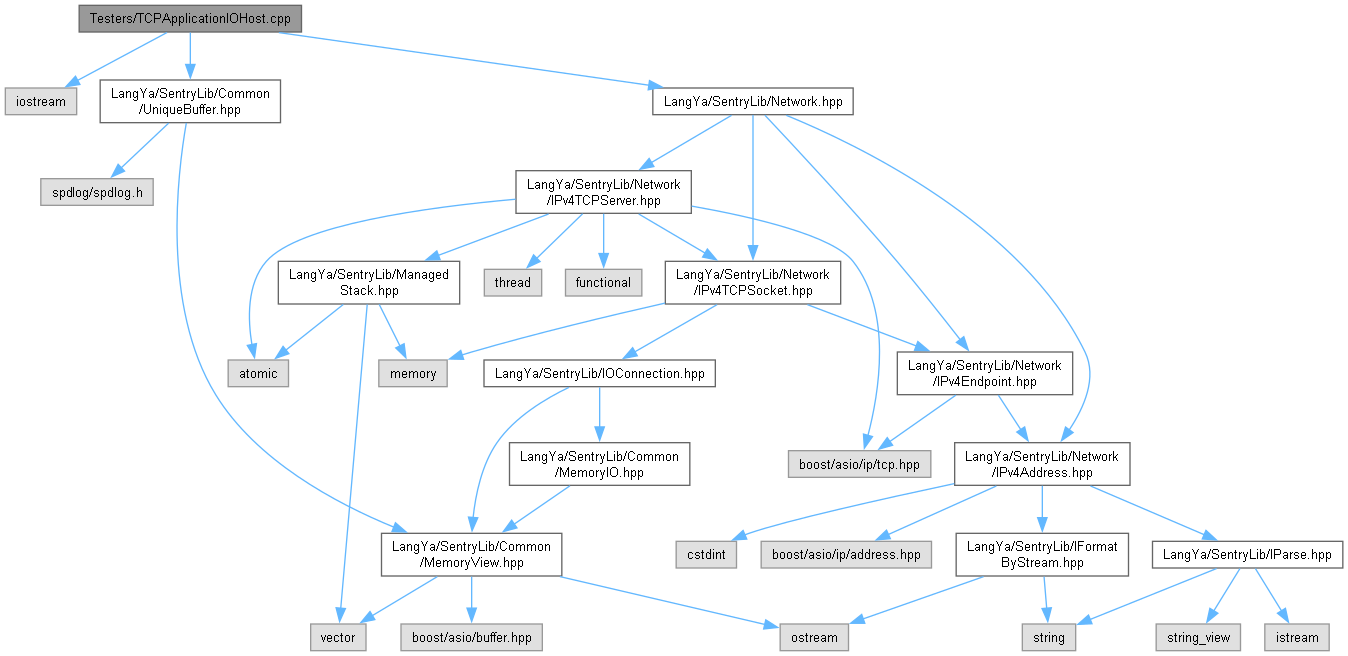 Testers/TCPApplicationIOHost.cpp
iostream
LangYa/SentryLib/Common
/UniqueBuffer.hpp
LangYa/SentryLib/Network.hpp
spdlog/spdlog.h
LangYa/SentryLib/Network
/IPv4TCPServer.hpp
LangYa/SentryLib/Managed
Stack.hpp
thread
functional
LangYa/SentryLib/Network
/IPv4TCPSocket.hpp
atomic
memory
LangYa/SentryLib/IOConnection.hpp
LangYa/SentryLib/Network
/IPv4Endpoint.hpp
LangYa/SentryLib/Common
/MemoryIO.hpp
boost/asio/ip/tcp.hpp
LangYa/SentryLib/Network
/IPv4Address.hpp
LangYa/SentryLib/Common
/MemoryView.hpp
cstdint
boost/asio/ip/address.hpp
LangYa/SentryLib/IFormat
ByStream.hpp
LangYa/SentryLib/IParse.hpp
vector
boost/asio/buffer.hpp
ostream
string
string_view
istream